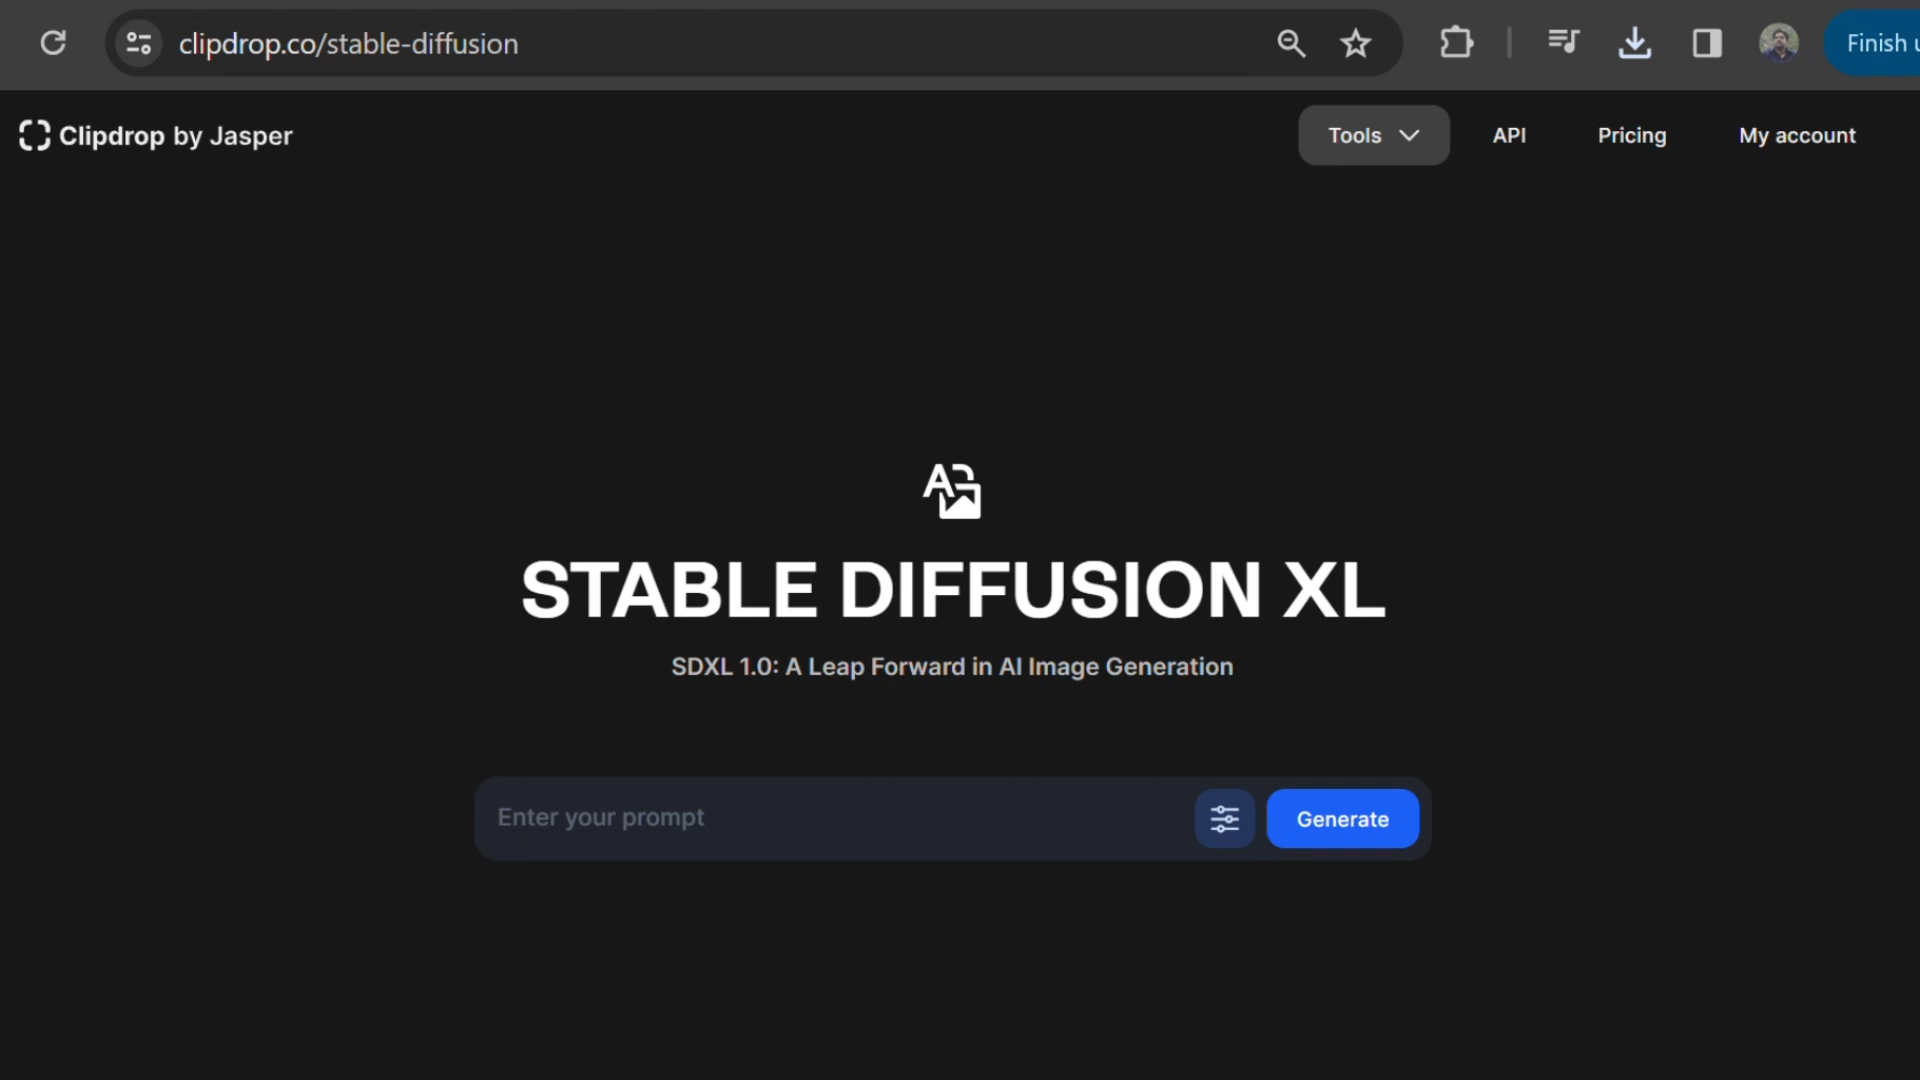 clipdrop.co/stable-diffusion
Finish
Clipdrop by Jasper
Tools
API
Pricing
My account
STABLE DIFFUSION XL
SDXL 1.0: A Leap Forward in AI Image Generation
Enter your prompt
Generate